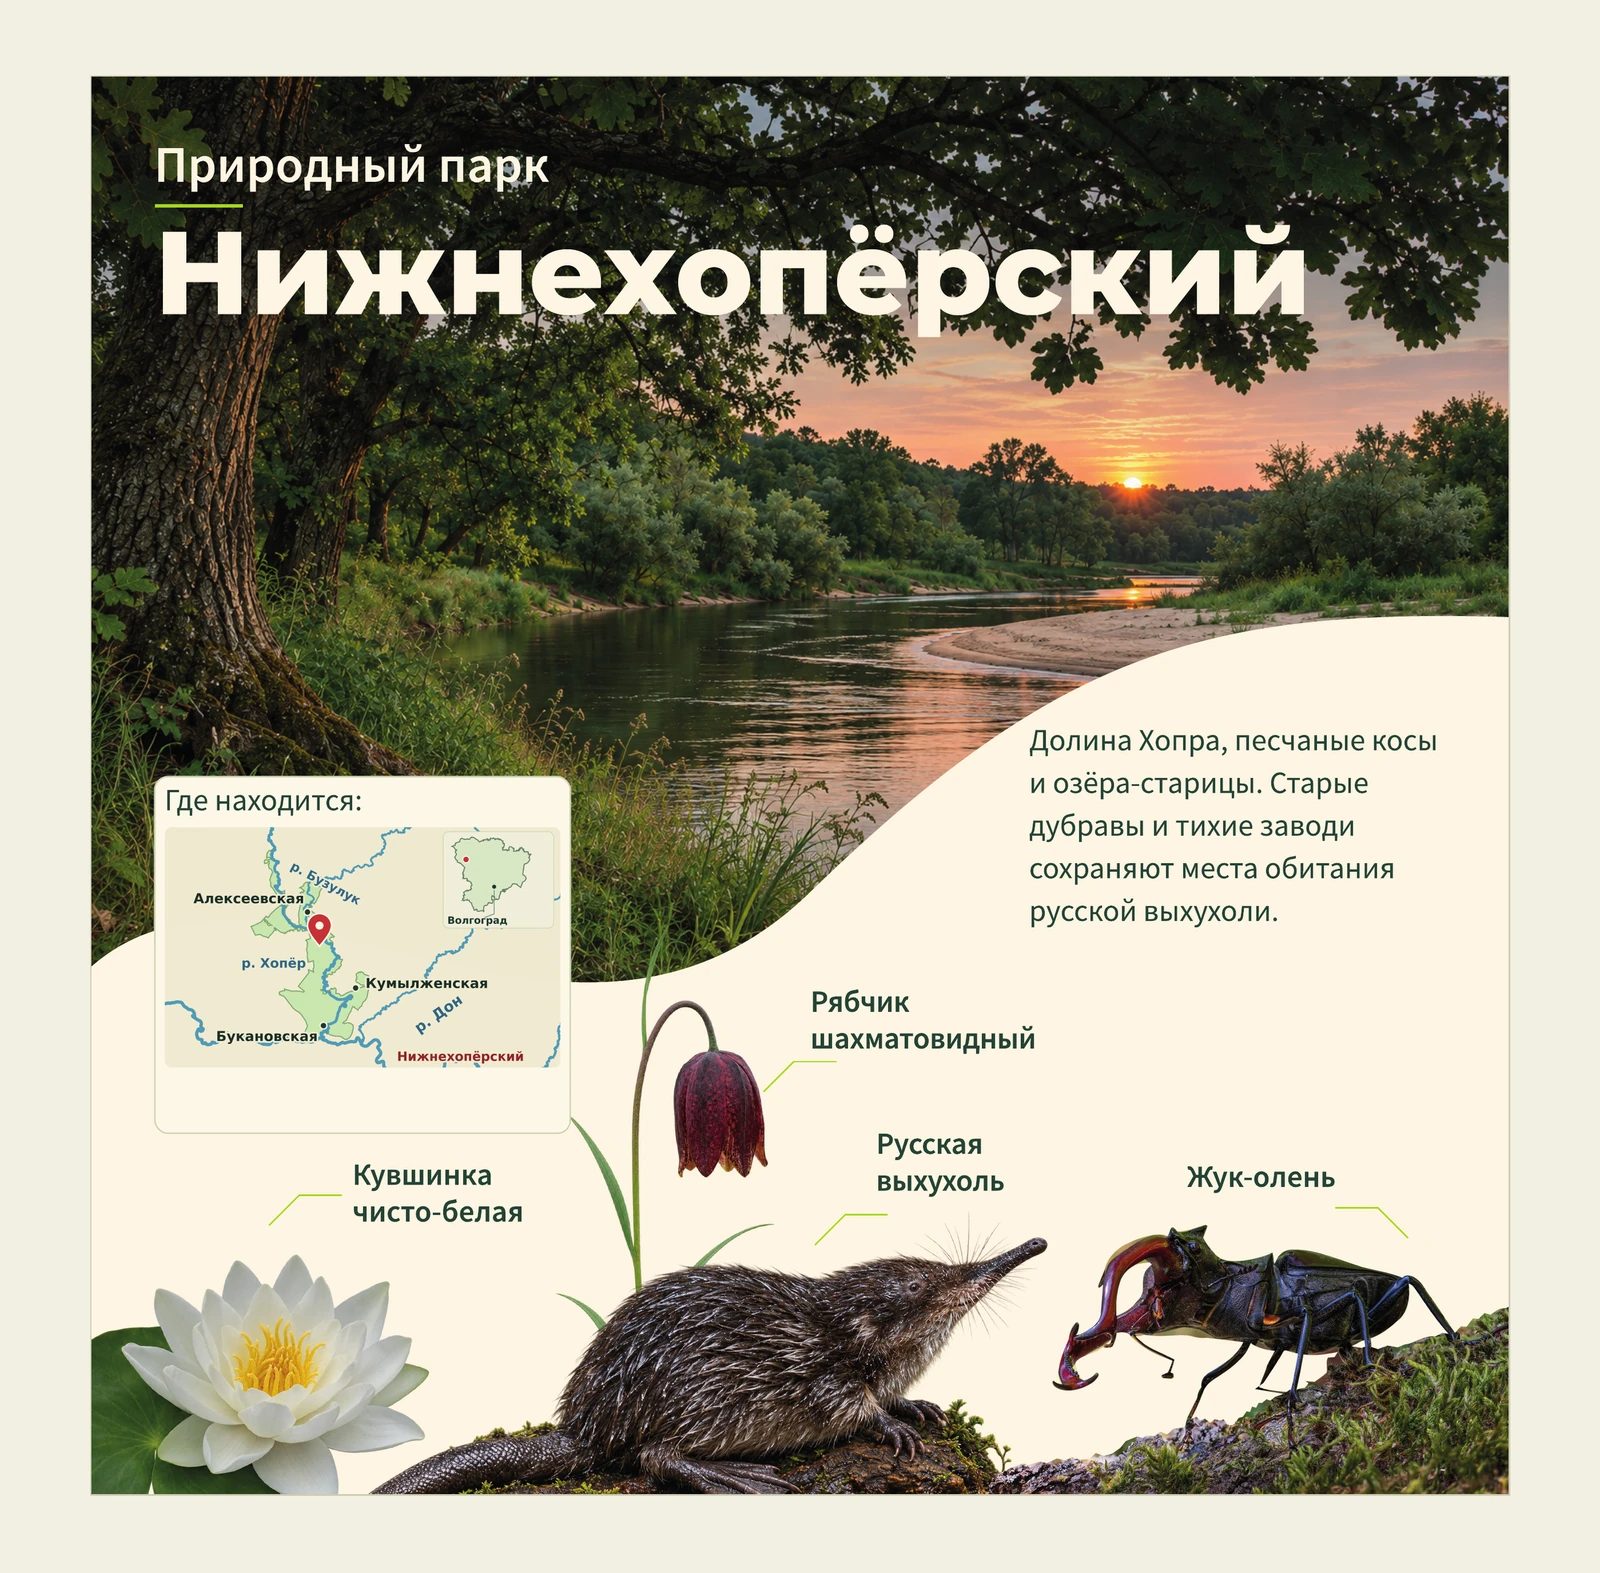 Природный парк
Нижнехопёрский
Долина Хопра, песчаные косы
и озёра-старицы. Старые
дубравы и тихие заводи
сохраняют места обитания
русской выхухоли.
Где находится:
р. Бузулук
Алексеевская
Волгоград
р. Хопёр
Кумылженская
р. Дон
Букановская
Нижнехопёрский
Рябчик
шахматовидный
Русская
выхухоль
Жук-олень
Кувшинка
чисто-белая